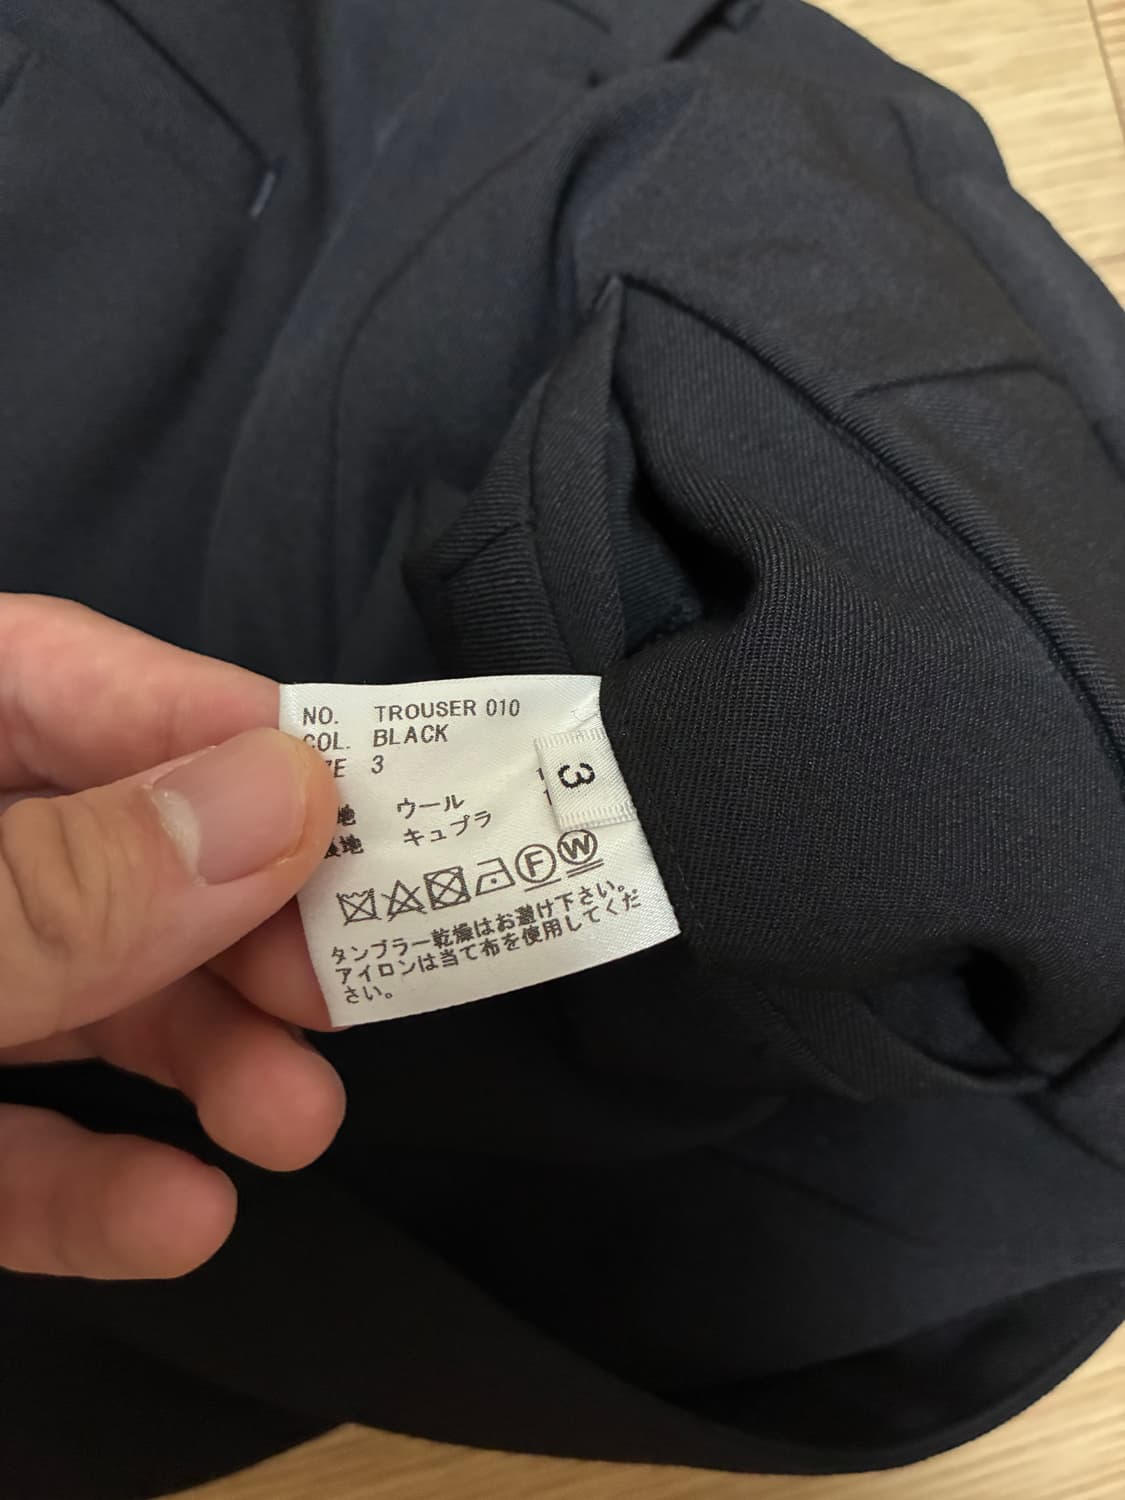 NO. TROUSER 010
COL. BLACK
3
地 ウール
裏地 キュプラ
3
F W
タンブラー乾燥はお避け下さい。
アイロンは当て布を使用してくだ
さい。